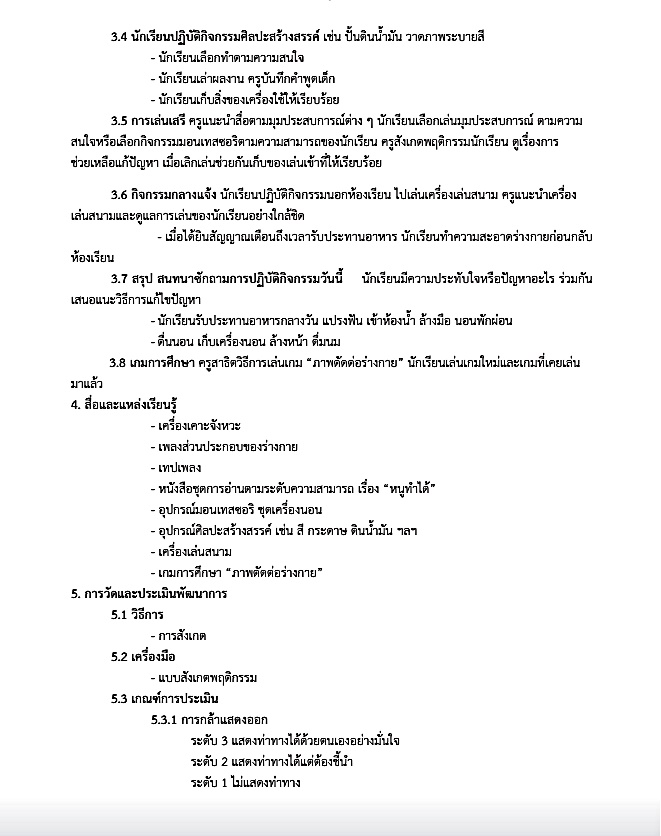 3.4 นักเรียนปฏิบัติกิจกรรมศิลปะสร้างสรรค์ เช่น ปั้นดินน้ำมัน วาดภาพระบายสี
- นักเรียนเลือกทำตามความสนใจ
- นักเรียนเล่าผลงาน ครูบันทึกคำพูดเด็ก
- นักเรียนเก็บสิ่งของเครื่องใช้ให้เรียบร้อย
3.5 การเล่นเสรี ครูแนะนำสื่อตามมุมประสบการณ์ต่าง ๆ นักเรียนเลือกเล่นมุมประสบการณ์ ตามความ
สนใจหรือเลือกกิจกรรมมอนเทสซอริตามความสามารถของนักเรียน ครูสังเกตพฤติกรรมนักเรียน ดูเรื่องการ
ช่วยเหลือแก้ปัญหา เมื่อเลิกเล่นช่วยกันเก็บของเล่นเข้าที่ให้เรียบร้อย
3.6 กิจกรรมกลางแจ้ง นักเรียนปฏิบัติกิจกรรมนอกห้องเรียน ไปเล่นเครื่องเล่นสนาม ครูแนะนำเครื่อง
เล่นสนามและดูแลการเล่นของนักเรียนอย่างใกล้ชิด
- เมื่อได้ยินสัญญาณเตือนถึงเวลารับประทานอาหาร นักเรียนทำความสะอาดร่างกายก่อนกลับ
ห้องเรียน
3.7 สรุป สนทนาซักถามการปฏิบัติกิจกรรมวันนี้ นักเรียนมีความประทับใจหรือปัญหาอะไร ร่วมกัน
เสนอแนะวิธีการแก้ไขปัญหา
- นักเรียนรับประทานอาหารกลางวัน แปรงฟัน เข้าห้องน้ำ ล้างมือ นอนพักผ่อน
- ตื่นนอน เก็บเครื่องนอน ล้างหน้า ดื่มนม
3.8 เกมการศึกษา ครูสาธิตวิธีการเล่นเกม “ภาพตัดต่อร่างกาย” นักเรียนเล่นเกมใหม่และเกมที่เคยเล่น
มาแล้ว
4. สื่อและแหล่งเรียนรู้
- เครื่องเคาะจังหวะ
- เพลงส่วนประกอบของร่างกาย
- เทปเพลง
- หนังสือชุดการอ่านตามระดับความสามารถ เรื่อง “หนูทำได้”
- อุปกรณ์มอนเทสซอริ ชุดเครื่องนอน
- อุปกรณ์ศิลปะสร้างสรรค์ เช่น สี กระดาษ ดินน้ำมัน ฯลฯ
- เครื่องเล่นสนาม
- เกมการศึกษา “ภาพตัดต่อร่างกาย”
5. การวัดและประเมินพัฒนาการ
5.1 วิธีการ
- การสังเกต
5.2 เครื่องมือ
- แบบสังเกตพฤติกรรม
5.3 เกณฑ์การประเมิน
5.3.1 การกล้าแสดงออก
ระดับ 3 แสดงท่าทางได้ด้วยตนเองอย่างมั่นใจ
ระดับ 2 แสดงท่าทางได้แต่ต้องชี้นำ
ระดับ 1 ไม่แสดงท่าทาง